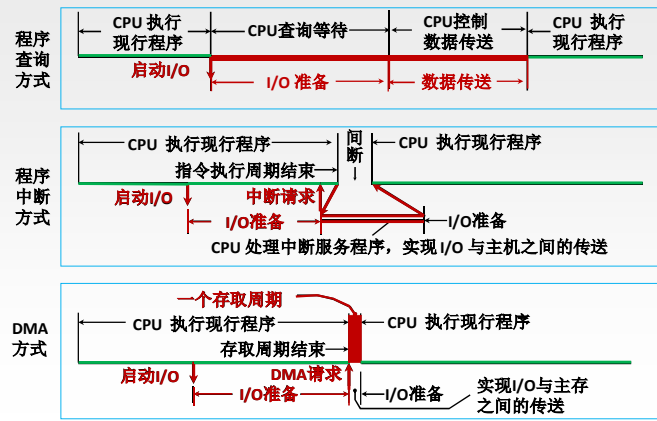 程序
查询
方式
CPU 执行
现行程序
CPU查询等待
CPU控制
数据传送
CPU 执行
现行程序
启动I/O
I/O 准备
数据传送
程序
中断
方式
CPU 执行现行程序
间
断
CPU 执行现行程序
指令执行周期结束
启动I/O
中断请求
I/O准备
I/O准备
CPU 处理中断服务程序，实现I/O 与主机之间的传送
DMA
方式
一个存取周期
CPU 执行现行程序
CPU 执行现行程序
存取周期结束
启动I/O
DMA请求
I/O准备
I/O准备
实现I/O与主存
之间的传送